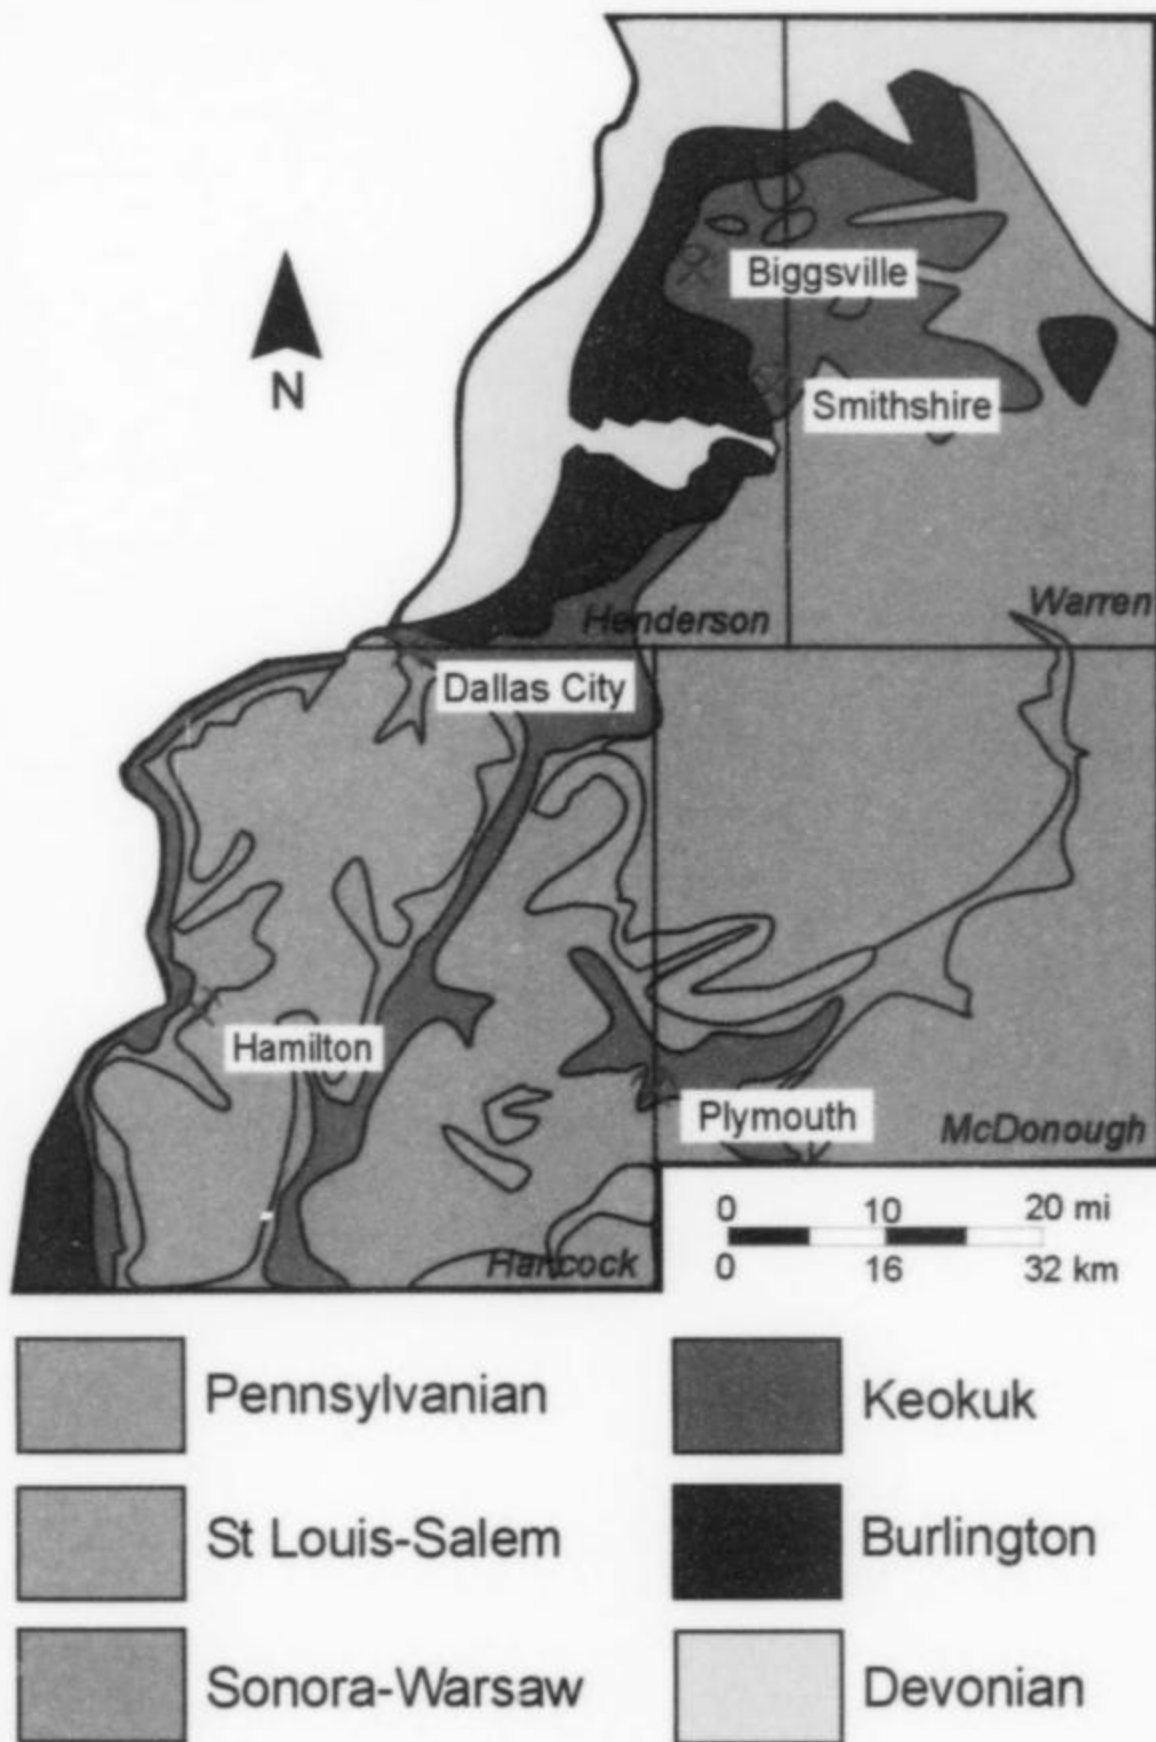 Biggsville
N
Smithshire
Henderson
Warren
Dallas City
Hamilton
Plymouth
McDonough
Hancock
0 10 20 mi
0 16 32 km
Pennsylvanian
Keokuk
St Louis-Salem
Burlington
Sonora-Warsaw
Devonian